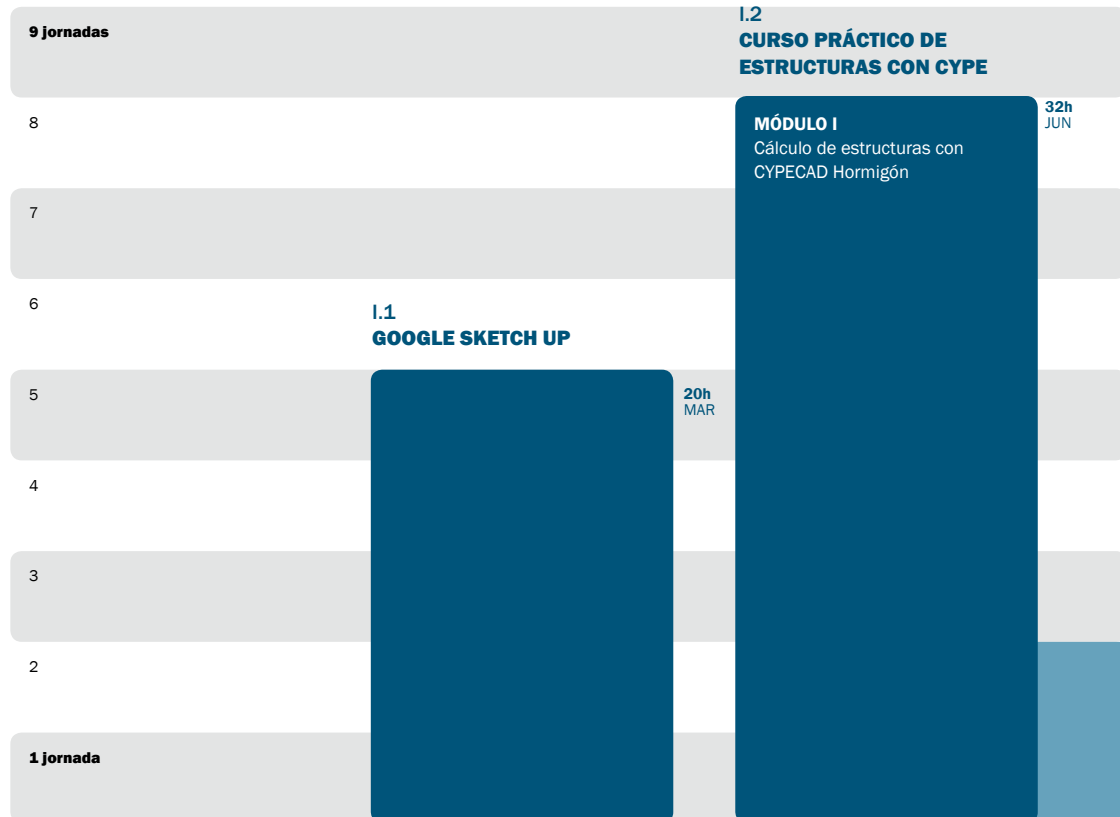 9 jornadas
8
7
6
5
4
3
2
1 jornada
I.1
GOOGLE SKETCH UP
20h
MAR
I.2
CURSO PRÁCTICO DE
ESTRUCTURAS CON CYPE
MÓDULO I
Cálculo de estructuras con
CYPECAD Hormigón
32h
JUN